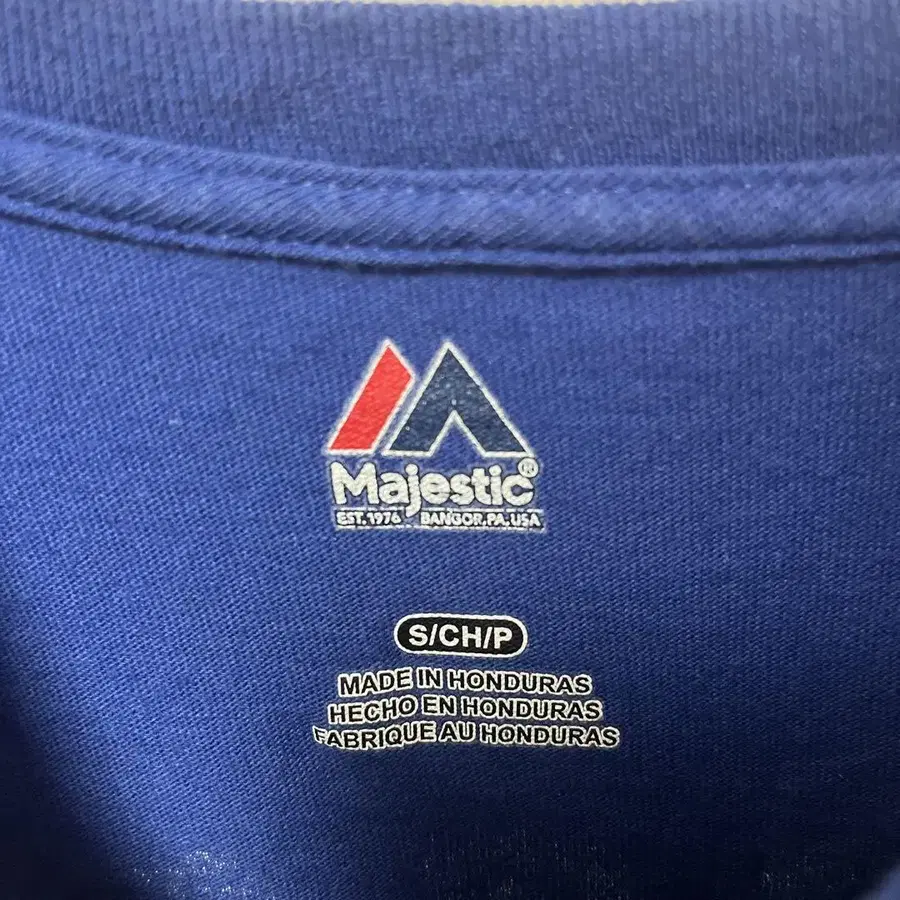 Majestic®
EST. 1976 BANGOR, PA, USA
S/CH/P
MADE IN HONDURAS
HECHO EN HONDURAS
FABRIQUE AU HONDURAS